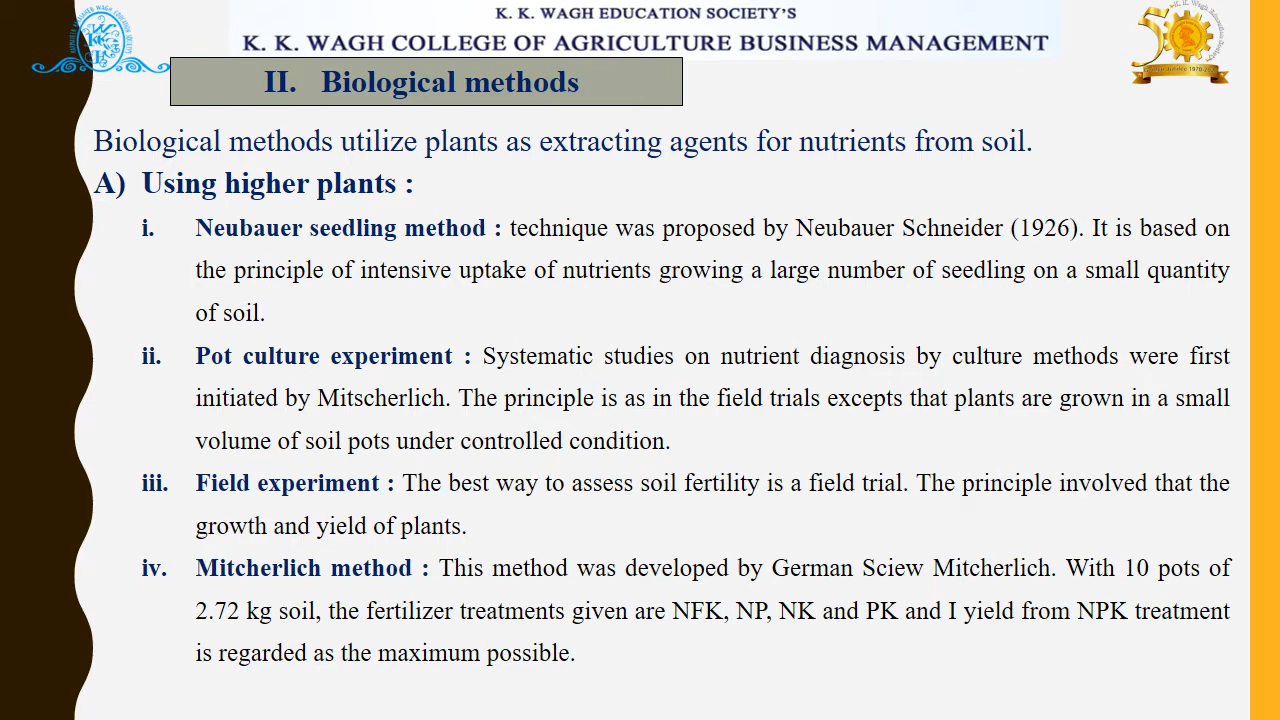 K. K. WAGH EDUCATION SOCIETY'S
K. K. WAGH COLLEGE OF AGRICULTURE BUSINESS MANAGEMENT
II. Biological methods
Biological methods utilize plants as extracting agents for nutrients from soil.
A) Using higher plants :
i. Neubauer seedling method : technique was proposed by Neubauer Schneider (1926). It is based on
the principle of intensive uptake of nutrients growing a large number of seedling on a small quantity
of soil.
ii. Pot culture experiment : Systematic studies on nutrient diagnosis by culture methods were first
initiated by Mitscherlich. The principle is as in the field trials excepts that plants are grown in a small
volume of soil pots under controlled condition.
iii. Field experiment : The best way to assess soil fertility is a field trial. The principle involved that the
growth and yield of plants.
iv. Mitcherlich method : This method was developed by German Sciew Mitcherlich. With 10 pots of
2.72 kg soil, the fertilizer treatments given are NFK, NP, NK and PK and I yield from NPK treatment
is regarded as the maximum possible.